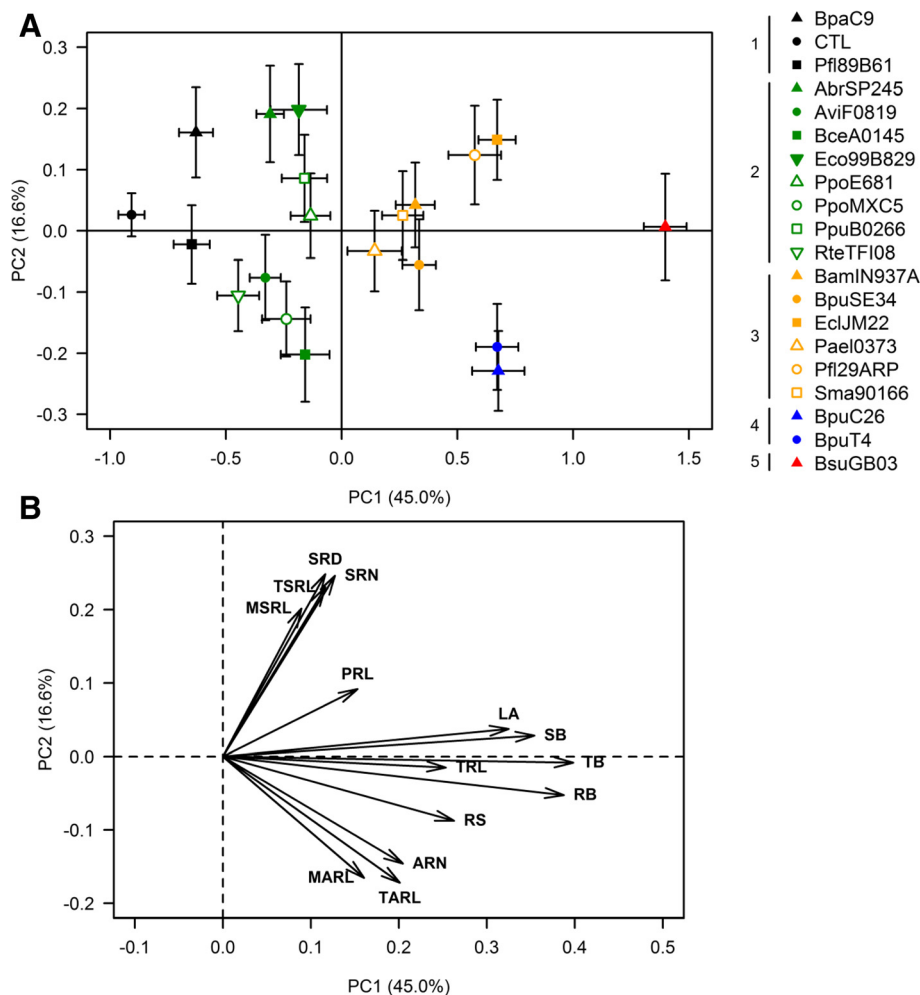 A
PC2 (16.6%)
0.3
0.2
0.1
0.0
-0.1
-0.2
-0.3
-1.0
-0.5
0.0
0.5
1.0
1.5
PC1 (45.0%)
1
BpaC9
CTL
Pfl89B61
2
AbrSP245
AviF0819
BceA0145
Eco99B829
PpoE681
PpoMXC5
PpuB0266
RteTFI08
3
BamIN937A
BpuSE34
EclJM22
Pael0373
Pfl29ARP
Sma90166
4
BpuC26
BpuT4
5
BsuGB03
B
PC2 (16.6%)
0.3
0.2
0.1
0.0
-0.1
-0.2
SRD
TSRL
SRN
MSRL
PRL
LA
SB
TRL
TB
RB
RS
ARN
MARL
TARL
-0.1
0.0
0.1
0.2
0.3
0.4
0.5
PC1 (45.0%)